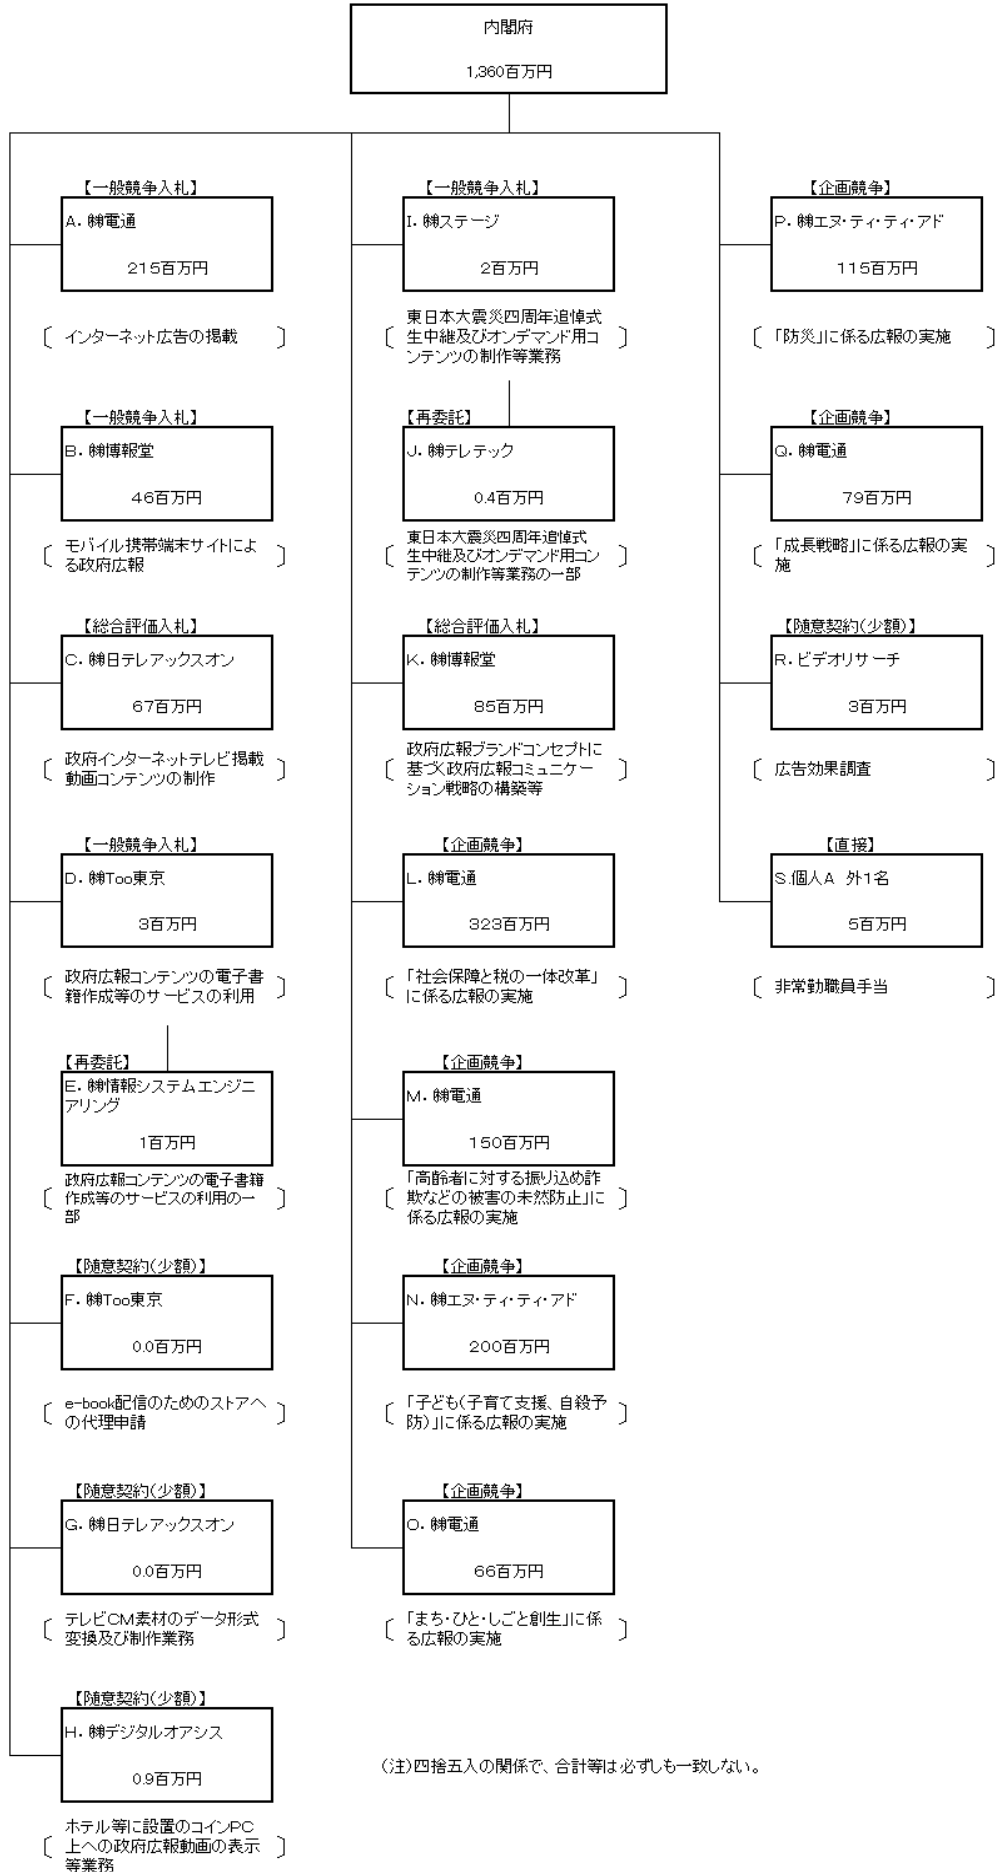 内閣府
1,360百万円
【一般競争入札】
A．㈱電通
215百万円
インターネット広告の掲載
【一般競争入札】
B．㈱博報堂
46百万円
モバイル携帯端末サイトによ
る政府広報
【総合評価入札】
C．㈱日テレアックスオン
67百万円
政府インターネットテレビ掲載
動画コンテンツの制作
【一般競争入札】
D．㈱Too東京
3百万円
政府広報コンテンツの電子書
籍作成等のサービスの利用
【再委託】
E．㈱情報システムエンジニ
アリング
1百万円
政府広報コンテンツの電子書籍
作成等のサービスの利用の一
部
【随意契約(少額)】
F．㈱Too東京
0.0百万円
e-book配信のためのストアへ
の代理申請
【随意契約(少額)】
G．㈱日テレアックスオン
0.0百万円
テレビCM素材のデータ形式
変換及び制作業務
【随意契約(少額)】
H．㈱デジタルオアシス
0.9百万円
ホテル等に設置のコインPC
上への政府広報動画の表示
等業務
【一般競争入札】
I．㈱ステージ
2百万円
東日本大震災四周年追悼式
生中継及びオンデマンド用コ
ンテンツの制作等業務
【再委託】
J．㈱テレテック
0.4百万円
東日本大震災四周年追悼式
生中継及びオンデマンド用コン
テンツの制作等業務の一部
【総合評価入札】
K．㈱博報堂
85百万円
政府広報ブランドコンセプトに
基づく政府広報コミュニケー
ション戦略の構築等
【企画競争】
L．㈱電通
323百万円
「社会保障と税の一体改革」
に係る広報の実施
【企画競争】
M．㈱電通
150百万円
「高齢者に対する振り込め詐
欺などの被害の未然防止」に
係る広報の実施
【企画競争】
N．㈱エヌ・ティ・ティ・アド
200百万円
「子ども(子育て支援、自殺予
防)」に係る広報の実施
【企画競争】
O．㈱電通
66百万円
「まち・ひと・しごと創生」に係
る広報の実施
【企画競争】
P．㈱エヌ・ティ・ティ・アド
115百万円
「防災」に係る広報の実施
【企画競争】
Q．㈱電通
79百万円
「成長戦略」に係る広報の実
施
【随意契約(少額)】
R．ビデオリサーチ
3百万円
広告効果調査
【直接】
S.個人A　外1名
5百万円
非常勤職員手当
(注)四捨五入の関係で、合計等は必ずしも一致しない。